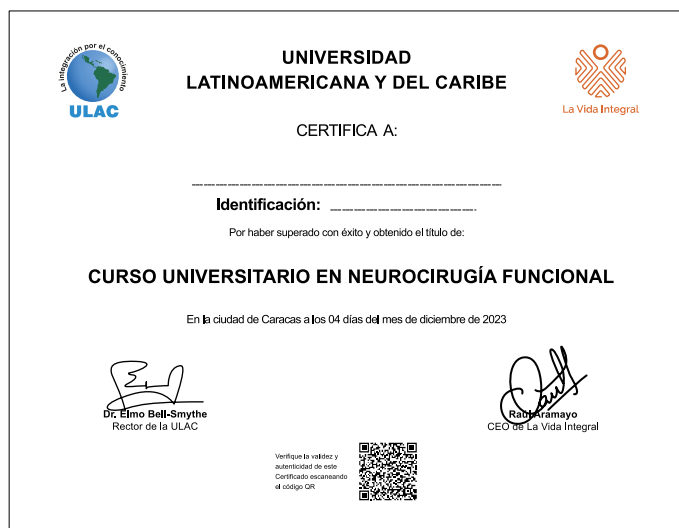 La integración por el conocimiento
ULAC
UNIVERSIDAD
LATINOAMERICANA Y DEL CARIBE
La Vida Integral
CERTIFICA A:
Identificación:
Por haber superado con éxito y obtenido el título de:
CURSO UNIVERSITARIO EN NEUROCIRUGÍA FUNCIONAL
En la ciudad de Caracas a los 04 días del mes de diciembre de 2023
Dr. Elmo Bell-Smythe
Rector de la ULAC
Raúl Aramayo
CEO de La Vida Integral
Verifique la validez y
autenticidad de este
Certificado escaneando
el código QR